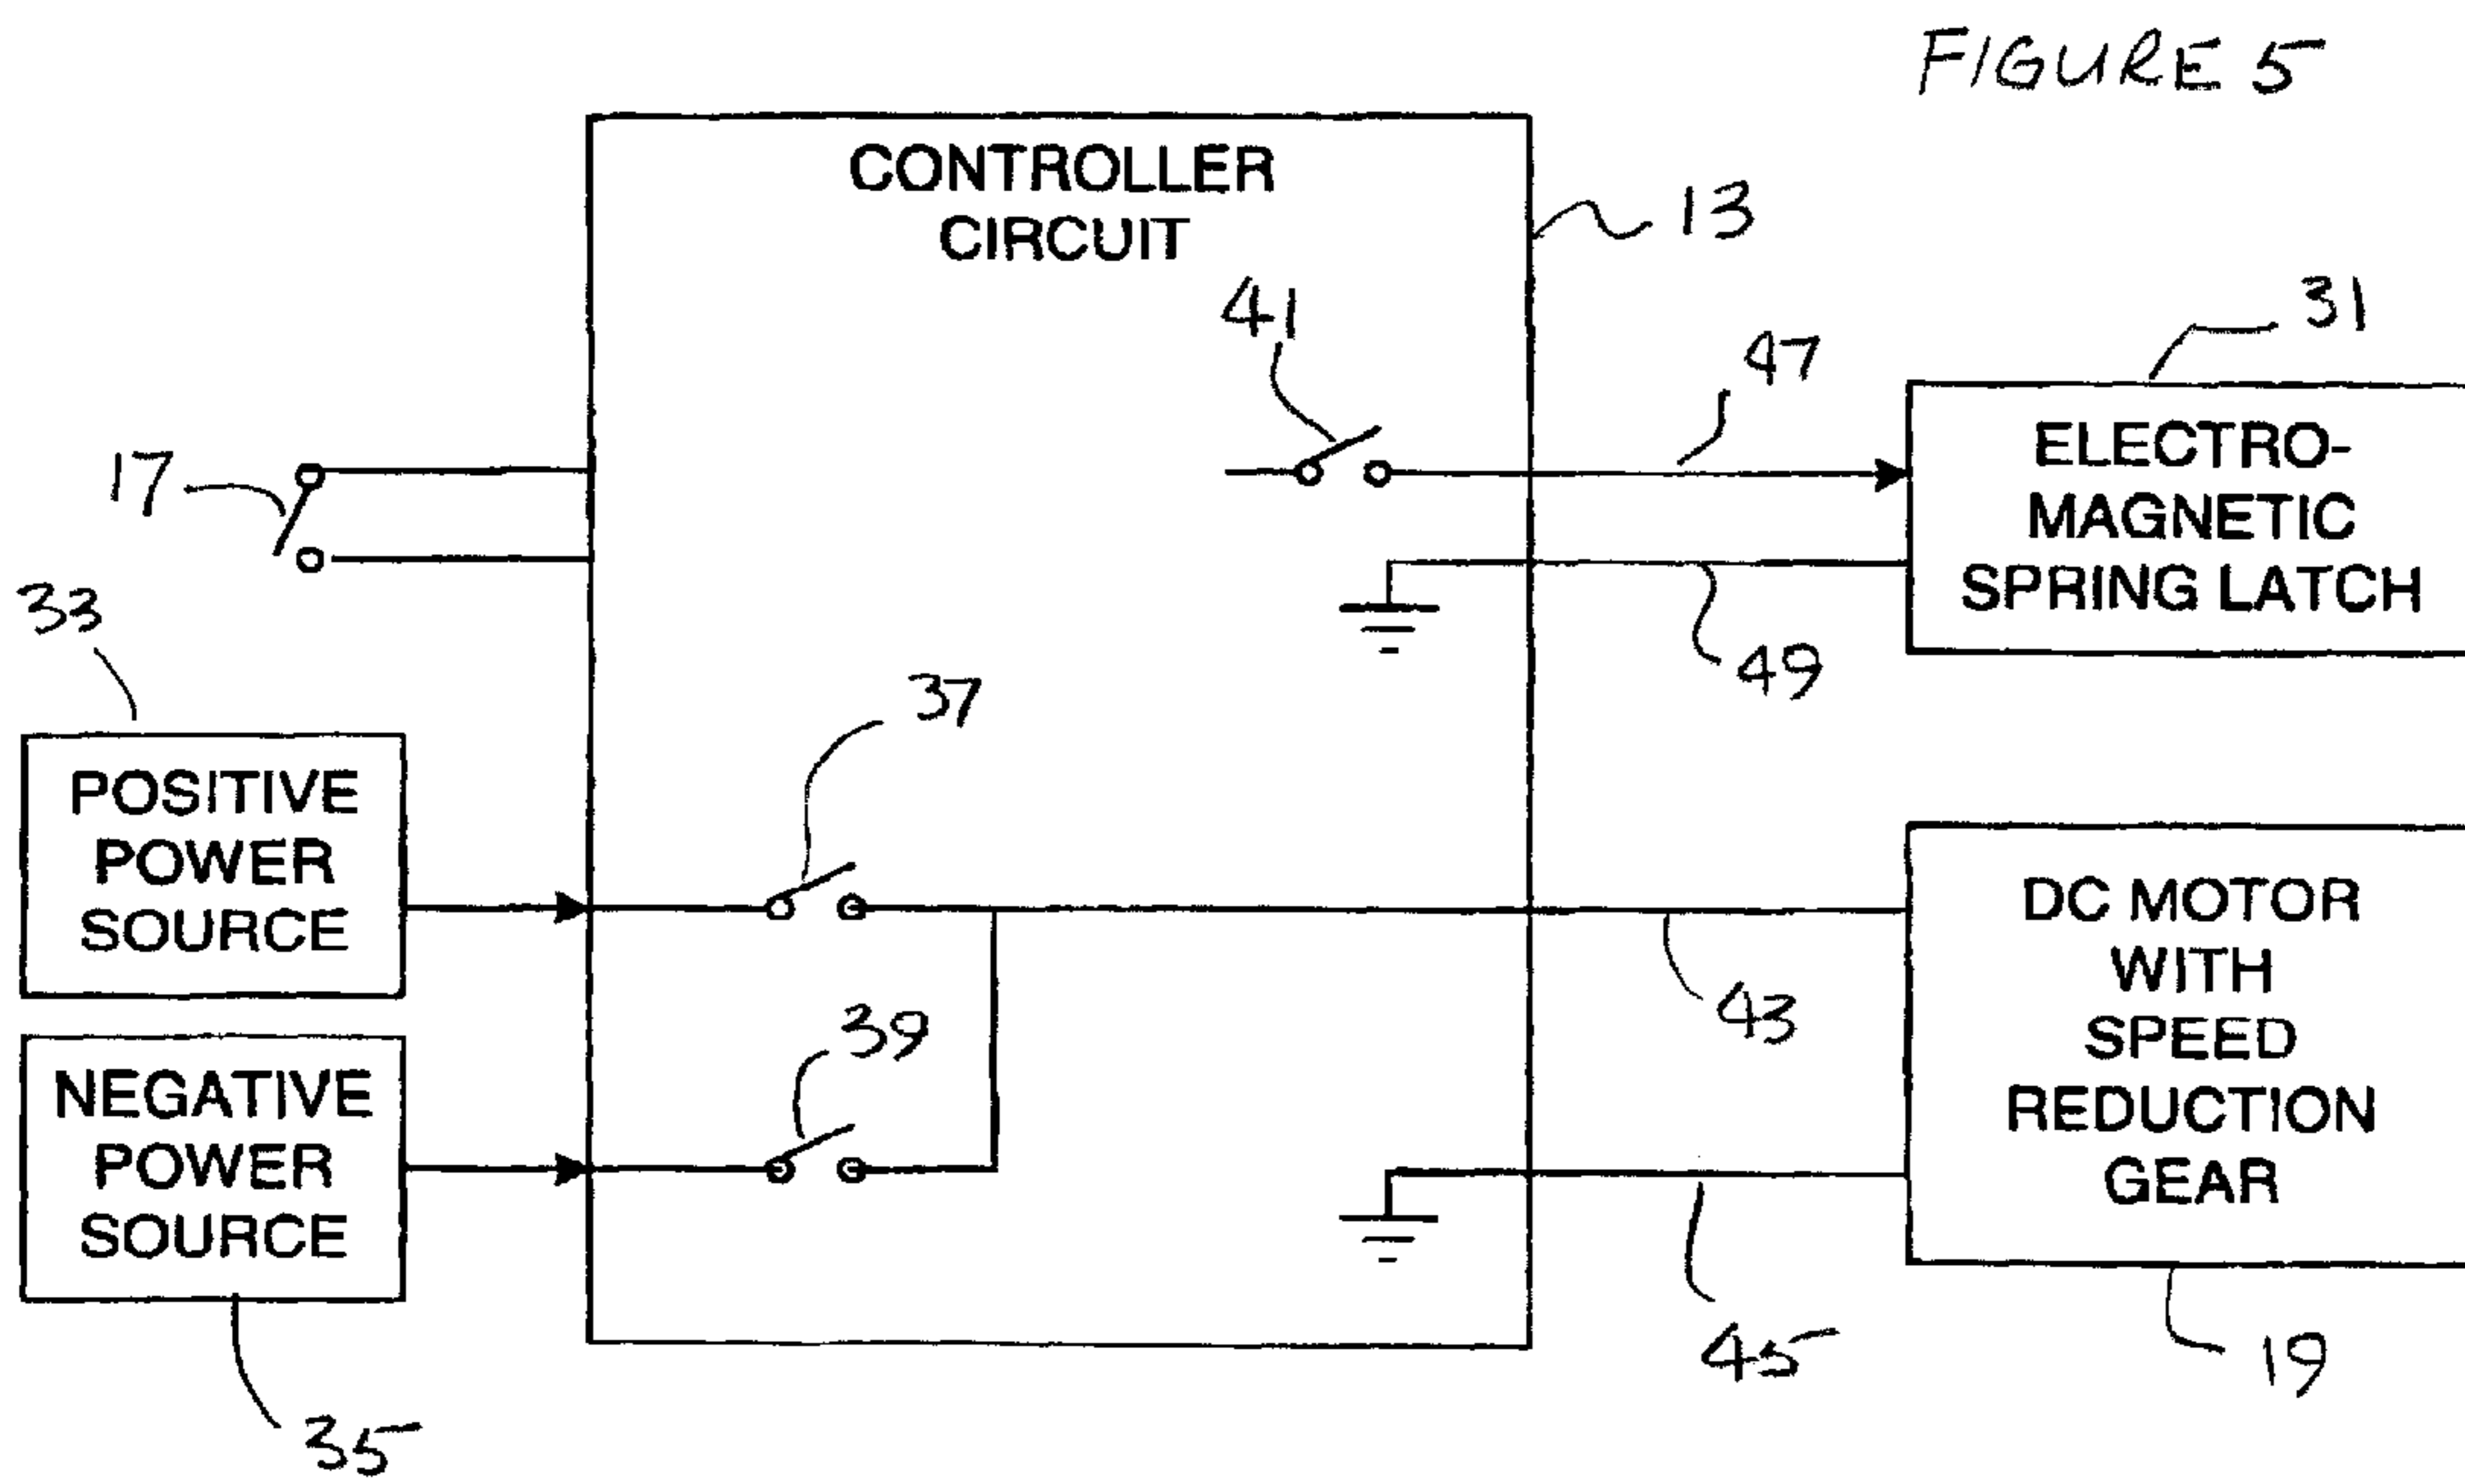 FIGURE 5
CONTROLLER
CIRCUIT
13
41
47
31
ELECTRO-
MAGNETIC
SPRING LATCH
17
49
33
37
POSITIVE
POWER
SOURCE
DC MOTOR
WITH
SPEED
REDUCTION
GEAR
43
39
NEGATIVE
POWER
SOURCE
45
19
35